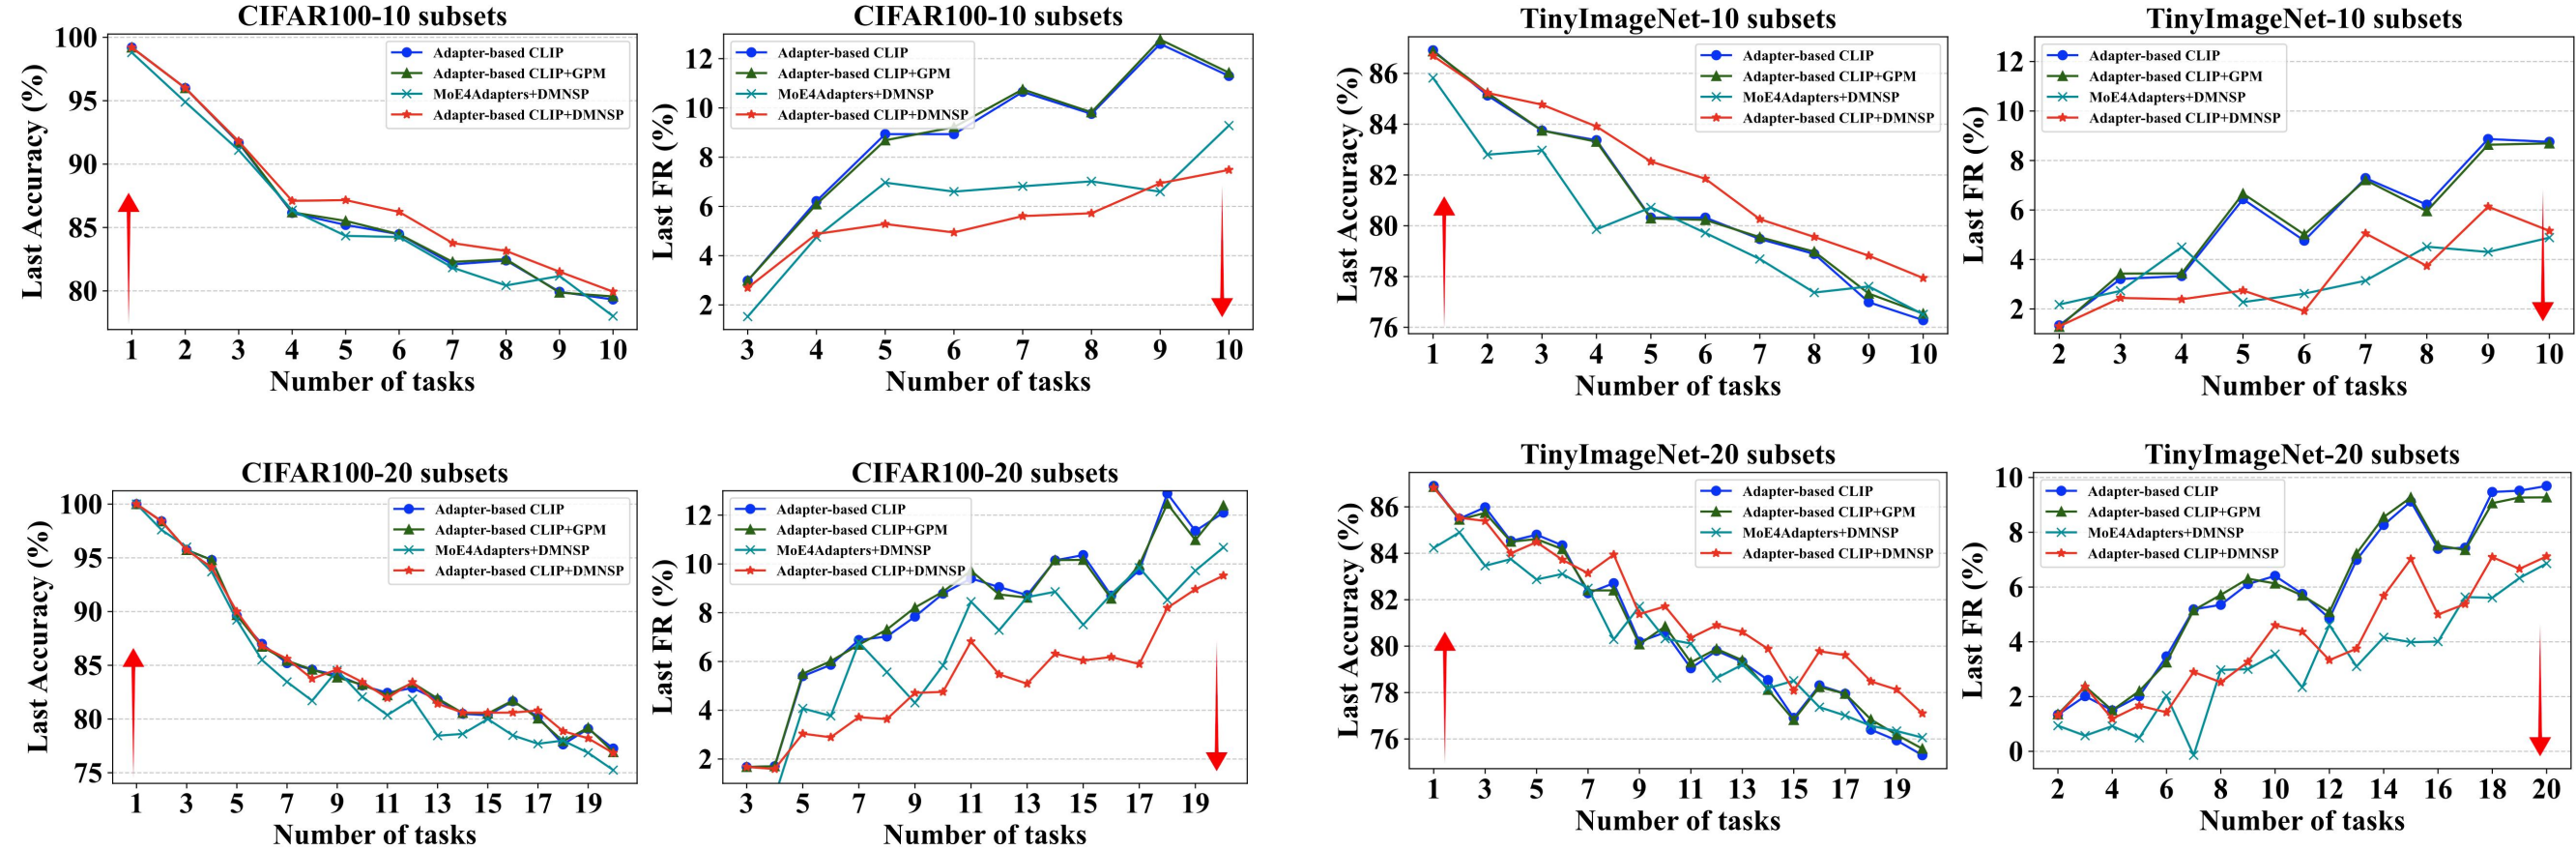 CIFAR100-10 subsets
Last Accuracy (%)
100
95
90
85
80
Adapter-based CLIP
Adapter-based CLIP+GPM
MoE4Adapters+DMNSP
Adapter-based CLIP+DMNSP
1 2 3 4 5 6 7 8 9 10
Number of tasks
CIFAR100-10 subsets
Last FR (%)
12
10
8
6
4
2
Adapter-based CLIP
Adapter-based CLIP+GPM
MoE4Adapters+DMNSP
Adapter-based CLIP+DMNSP
3 4 5 6 7 8 9 10
Number of tasks
TinyImageNet-10 subsets
Last Accuracy (%)
86
84
82
80
78
76
Adapter-based CLIP
Adapter-based CLIP+GPM
MoE4Adapters+DMNSP
Adapter-based CLIP+DMNSP
1 2 3 4 5 6 7 8 9 10
Number of tasks
TinyImageNet-10 subsets
Last FR (%)
12
10
8
6
4
2
Adapter-based CLIP
Adapter-based CLIP+GPM
MoE4Adapters+DMNSP
Adapter-based CLIP+DMNSP
2 3 4 5 6 7 8 9 10
Number of tasks
CIFAR100-20 subsets
Last Accuracy (%)
100
95
90
85
80
75
Adapter-based CLIP
Adapter-based CLIP+GPM
MoE4Adapters+DMNSP
Adapter-based CLIP+DMNSP
1 3 5 7 9 11 13 15 17 19
Number of tasks
CIFAR100-20 subsets
Last FR (%)
12
10
8
6
4
2
Adapter-based CLIP
Adapter-based CLIP+GPM
MoE4Adapters+DMNSP
Adapter-based CLIP+DMNSP
3 5 7 9 11 13 15 17 19
Number of tasks
TinyImageNet-20 subsets
Last Accuracy (%)
86
84
82
80
78
76
Adapter-based CLIP
Adapter-based CLIP+GPM
MoE4Adapters+DMNSP
Adapter-based CLIP+DMNSP
1 3 5 7 9 11 13 15 17 19
Number of tasks
TinyImageNet-20 subsets
Last FR (%)
10
8
6
4
2
0
Adapter-based CLIP
Adapter-based CLIP+GPM
MoE4Adapters+DMNSP
Adapter-based CLIP+DMNSP
2 4 6 8 10 12 14 16 18 20
Number of tasks